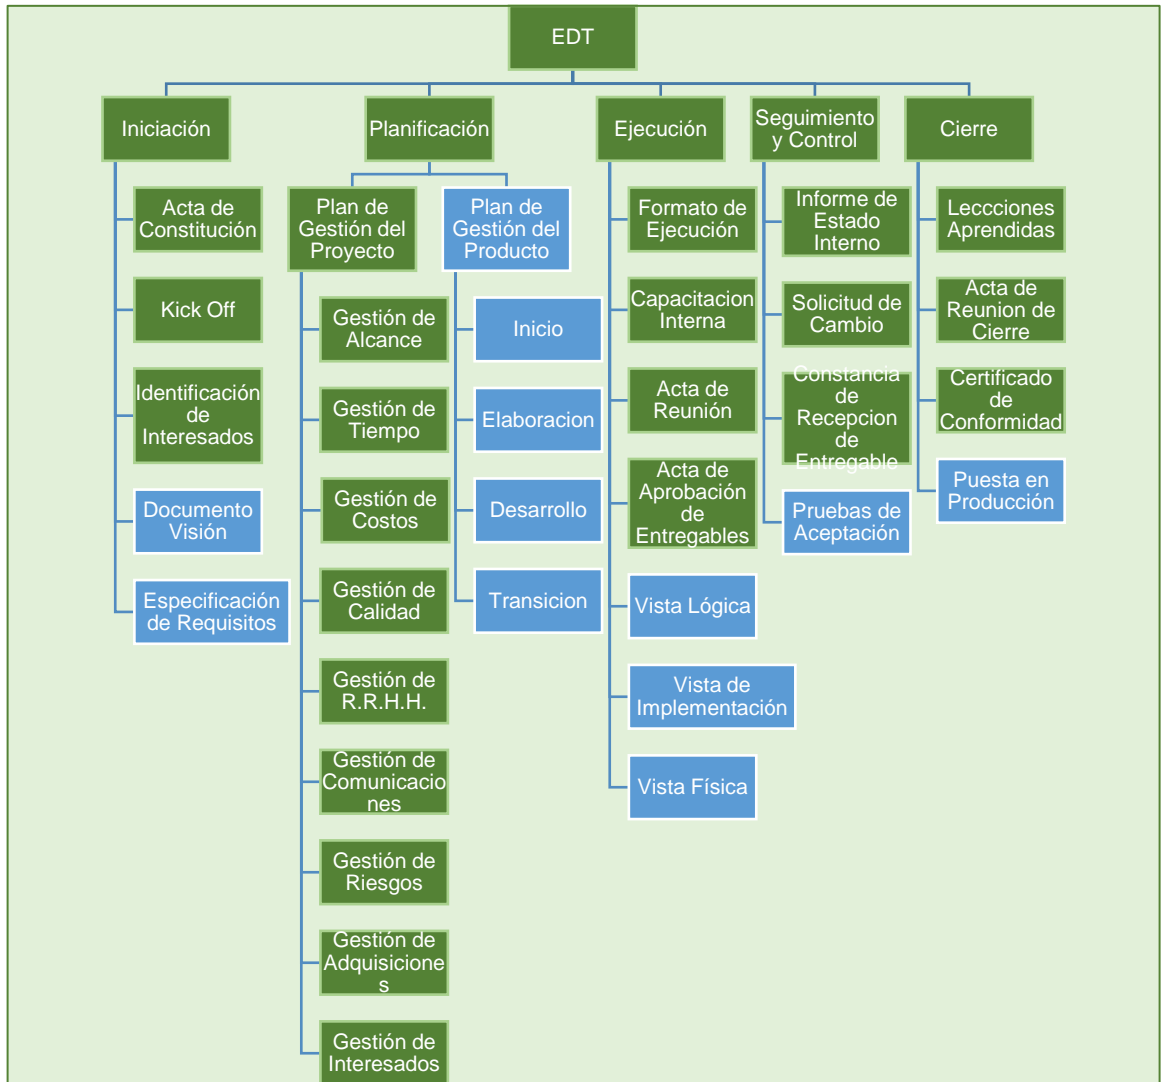 EDT
Iniciación
Planificación
Ejecución
Seguimiento
y Control
Cierre
Acta de
Constitución
Kick Off
Identificación
de
Interesados
Documento
Visión
Especificación
de Requisitos
Plan de
Gestión del
Proyecto
Gestión de
Alcance
Gestión de
Tiempo
Gestión de
Costos
Gestión de
Calidad
Gestión de
R.R.H.H.
Gestión de
Comunicacio
nes
Gestión de
Riesgos
Gestión de
Adquisicione
s
Gestión de
Interesados
Plan de
Gestión del
Producto
Inicio
Elaboracion
Desarrollo
Transicion
Formato de
Ejecución
Capacitacion
Interna
Acta de
Reunión
Acta de
Aprobación
de
Entregables
Vista Lógica
Vista de
Implementación
Vista Física
Informe de
Estado
Interno
Solicitud de
Cambio
Constancia
de
Recepcion
de
Entregable
Pruebas de
Aceptación
Leccciones
Aprendidas
Acta de
Reunion de
Cierre
Certificado
de
Conformidad
Puesta en
Producción